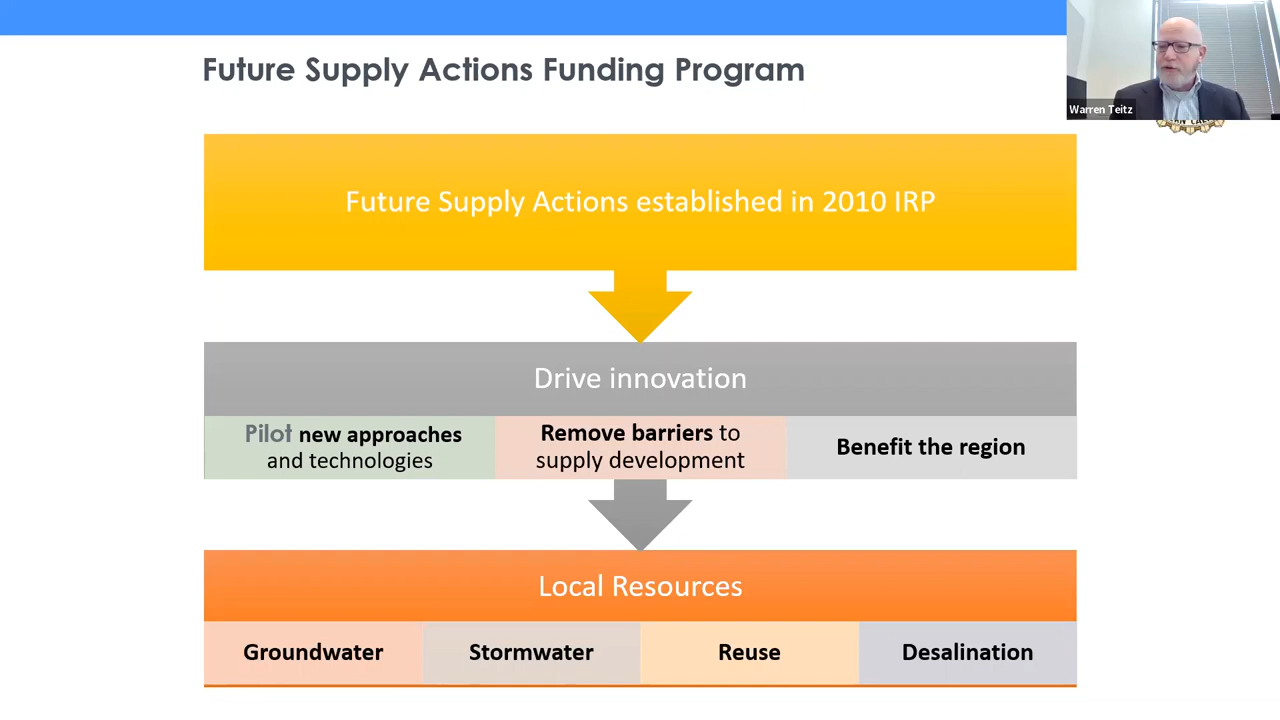 Future Supply Actions Funding Program
Warren Teitz
Future Supply Actions established in 2010 IRP
Drive innovation
Pilot new approaches
and technologies
Remove barriers to
supply development
Benefit the region
Local Resources
Groundwater
Stormwater
Reuse
Desalination